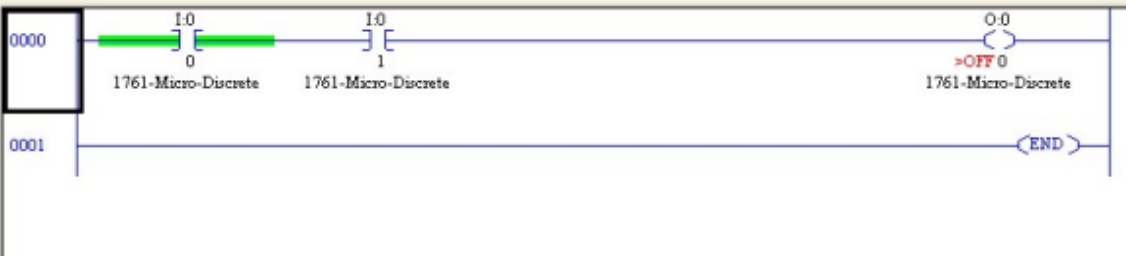 I:0 I:0 O:0
0000
0 1 >OFF 0
1761-Micro-Discrete 1761-Micro-Discrete 1761-Micro-Discrete
0001 END